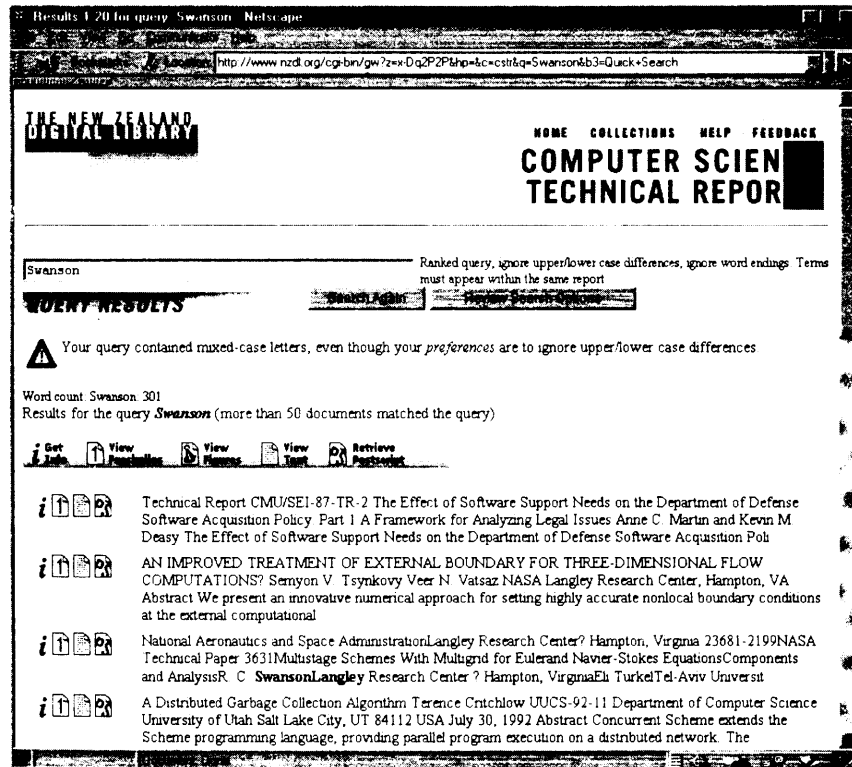 Results 1-20 for query: Swanson Netscape
http://www.nzdl.org/cgi-bin/gw?z=x-Dq2P2P&hp=&c=cstr&q=Swanson&b3=Quick+Search
THE NEW ZEALAND
DIGITAL LIBRARY
HOME COLLECTIONS HELP FEEDBACK
COMPUTER SCIEN
TECHNICAL REPOR
Swanson
Ranked query, ignore upper/lower case differences, ignore word endings. Terms
must appear within the same report
QUERY RESULTS
Search Again
Review Search Options
Your query contained mixed-case letters, even though your preferences are to ignore upper/lower case differences
Word count: Swanson: 301
Results for the query Swanson (more than 50 documents matched the query)
Get Info
View Facsimiles
View Figures
View Text
Retrieve Postscript
Technical Report CMU/SEI-87-TR-2 The Effect of Software Support Needs on the Department of Defense
Software Acquisition Policy Part 1 A Framework for Analyzing Legal Issues Anne C. Martin and Kevin M.
Deasy The Effect of Software Support Needs on the Department of Defense Software Acquisition Poli
AN IMPROVED TREATMENT OF EXTERNAL BOUNDARY FOR THREE-DIMENSIONAL FLOW
COMPUTATIONS? Semyon V. Tsynkovy Veer N. Vatsaz NASA Langley Research Center, Hampton, VA
Abstract We present an innovative numerical approach for setting highly accurate nonlocal boundary conditions
at the external computational
National Aeronautics and Space AdministrationLangley Research Center? Hampton, Virginia 23681-2199NASA
Technical Paper 3631Multistage Schemes With Multigrid for Eulerand Navier-Stokes EquationsComponents
and AnalysisR. C. SwansonLangley Research Center ? Hampton, VirginiaEli TurkelTel-Aviv Universit
A Distributed Garbage Collection Algorithm Terence Critchlow UUCS-92-11 Department of Computer Science
University of Utah Salt Lake City, UT 84112 USA July 30, 1992 Abstract Concurrent Scheme extends the
Scheme programming language, providing parallel program execution on a distributed network. The